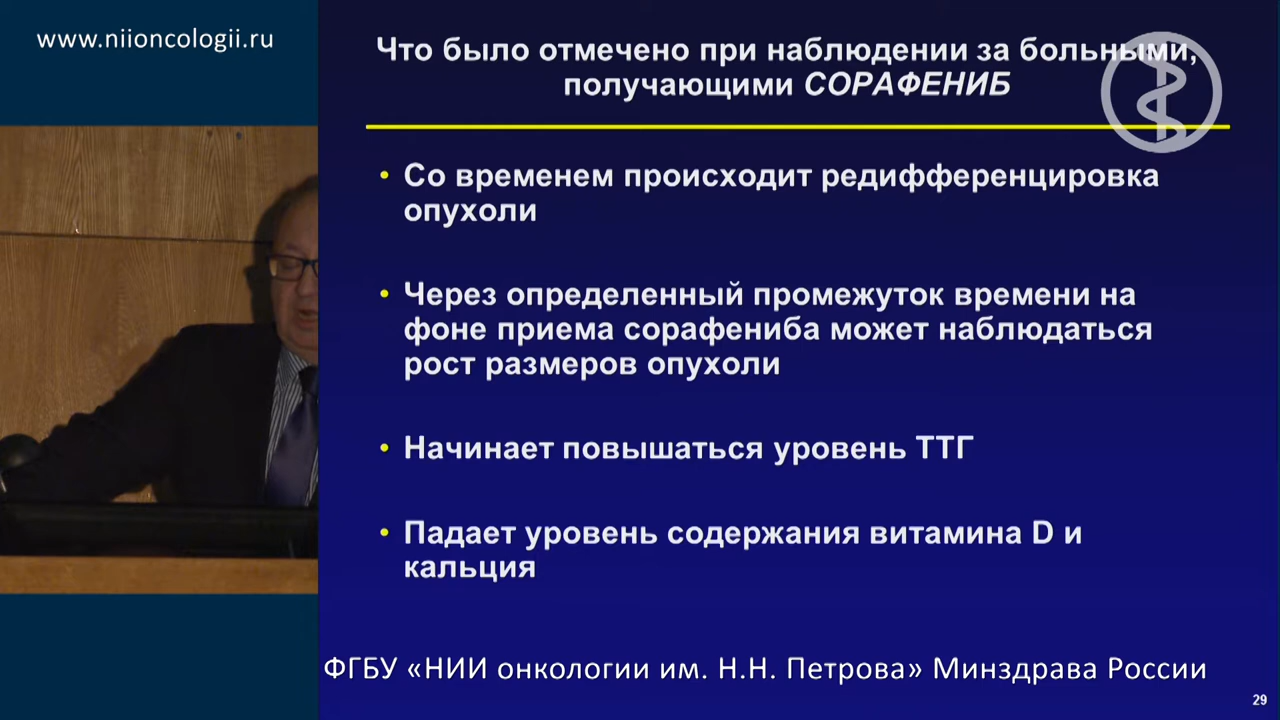 www.niioncologii.ru
Что было отмечено при наблюдении за больными,
получающими СОРАФЕНИБ
• Со временем происходит редифференцировка
опухоли
• Через определенный промежуток времени на
фоне приема сорафениба может наблюдаться
рост размеров опухоли
• Начинает повышаться уровень ТТГ
• Падает уровень содержания витамина D и
кальция
ФГБУ «НИИ онкологии им. Н.Н. Петрова» Минздрава России
29